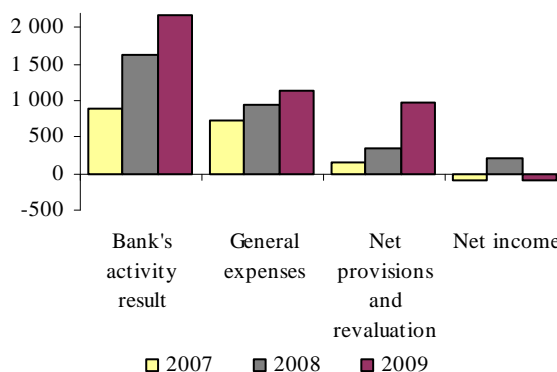 2 000
1 500
1 000
500
0
-500
Bank's activity result
General expenses
Net provisions and revaluation
Net income
2007
2008
2009